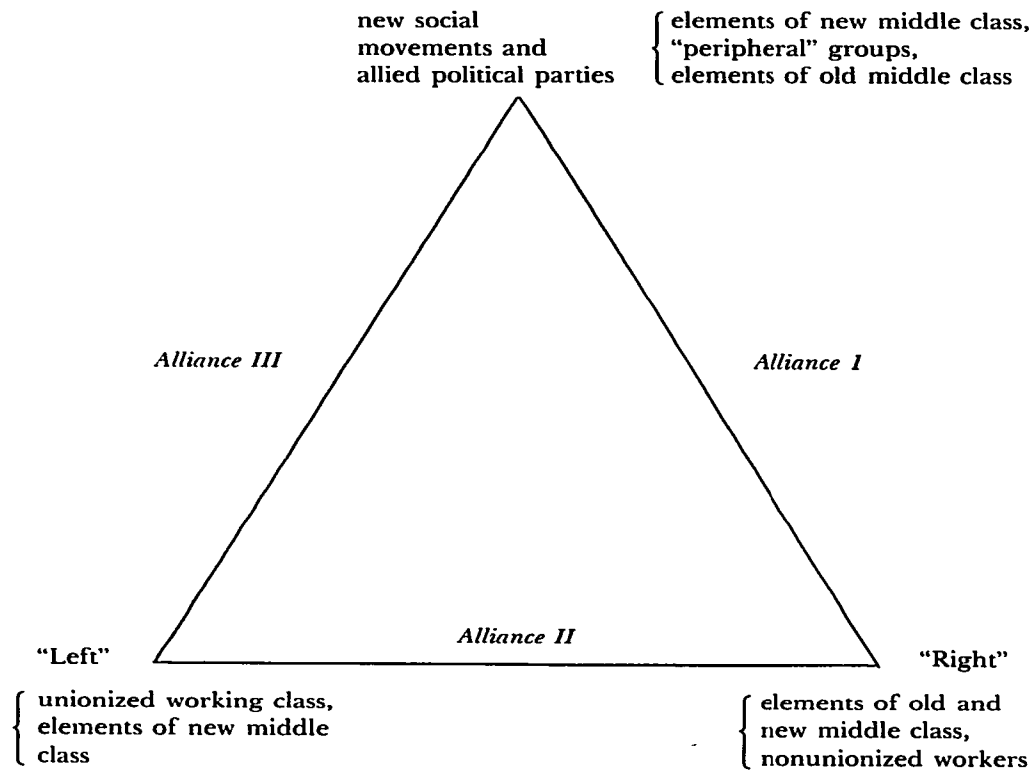 new social
movements and
allied political parties
elements of new middle class,
“peripheral” groups,
elements of old middle class
Alliance III
Alliance I
Alliance II
“Left”
“Right”
unionized working class,
elements of new middle
class
elements of old and
new middle class,
nonunionized workers